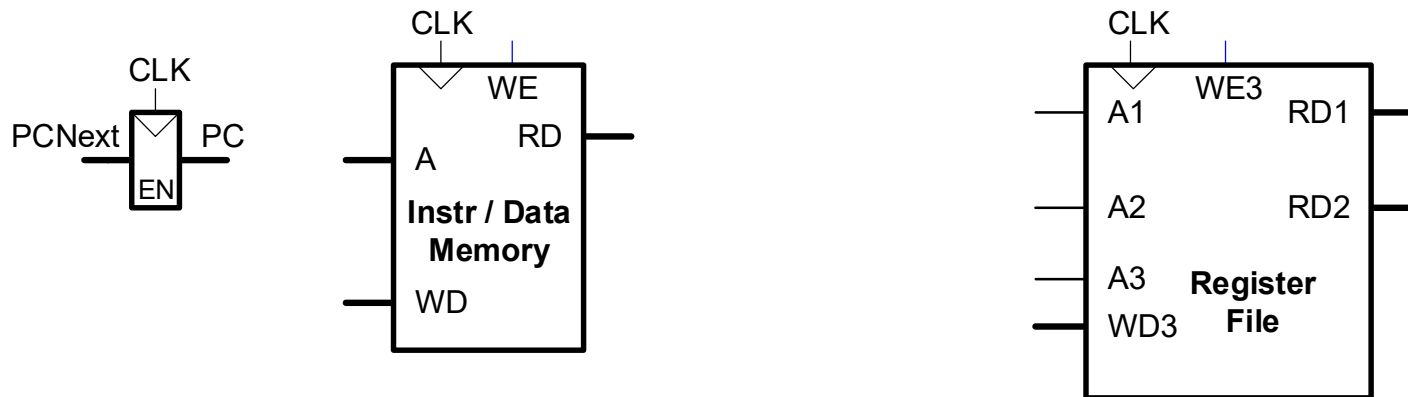 CLK
PCNext
PC
EN
CLK
WE
RD
A
Instr / Data
Memory
WD
CLK
WE3
A1
RD1
A2
RD2
A3
Register
File
WD3